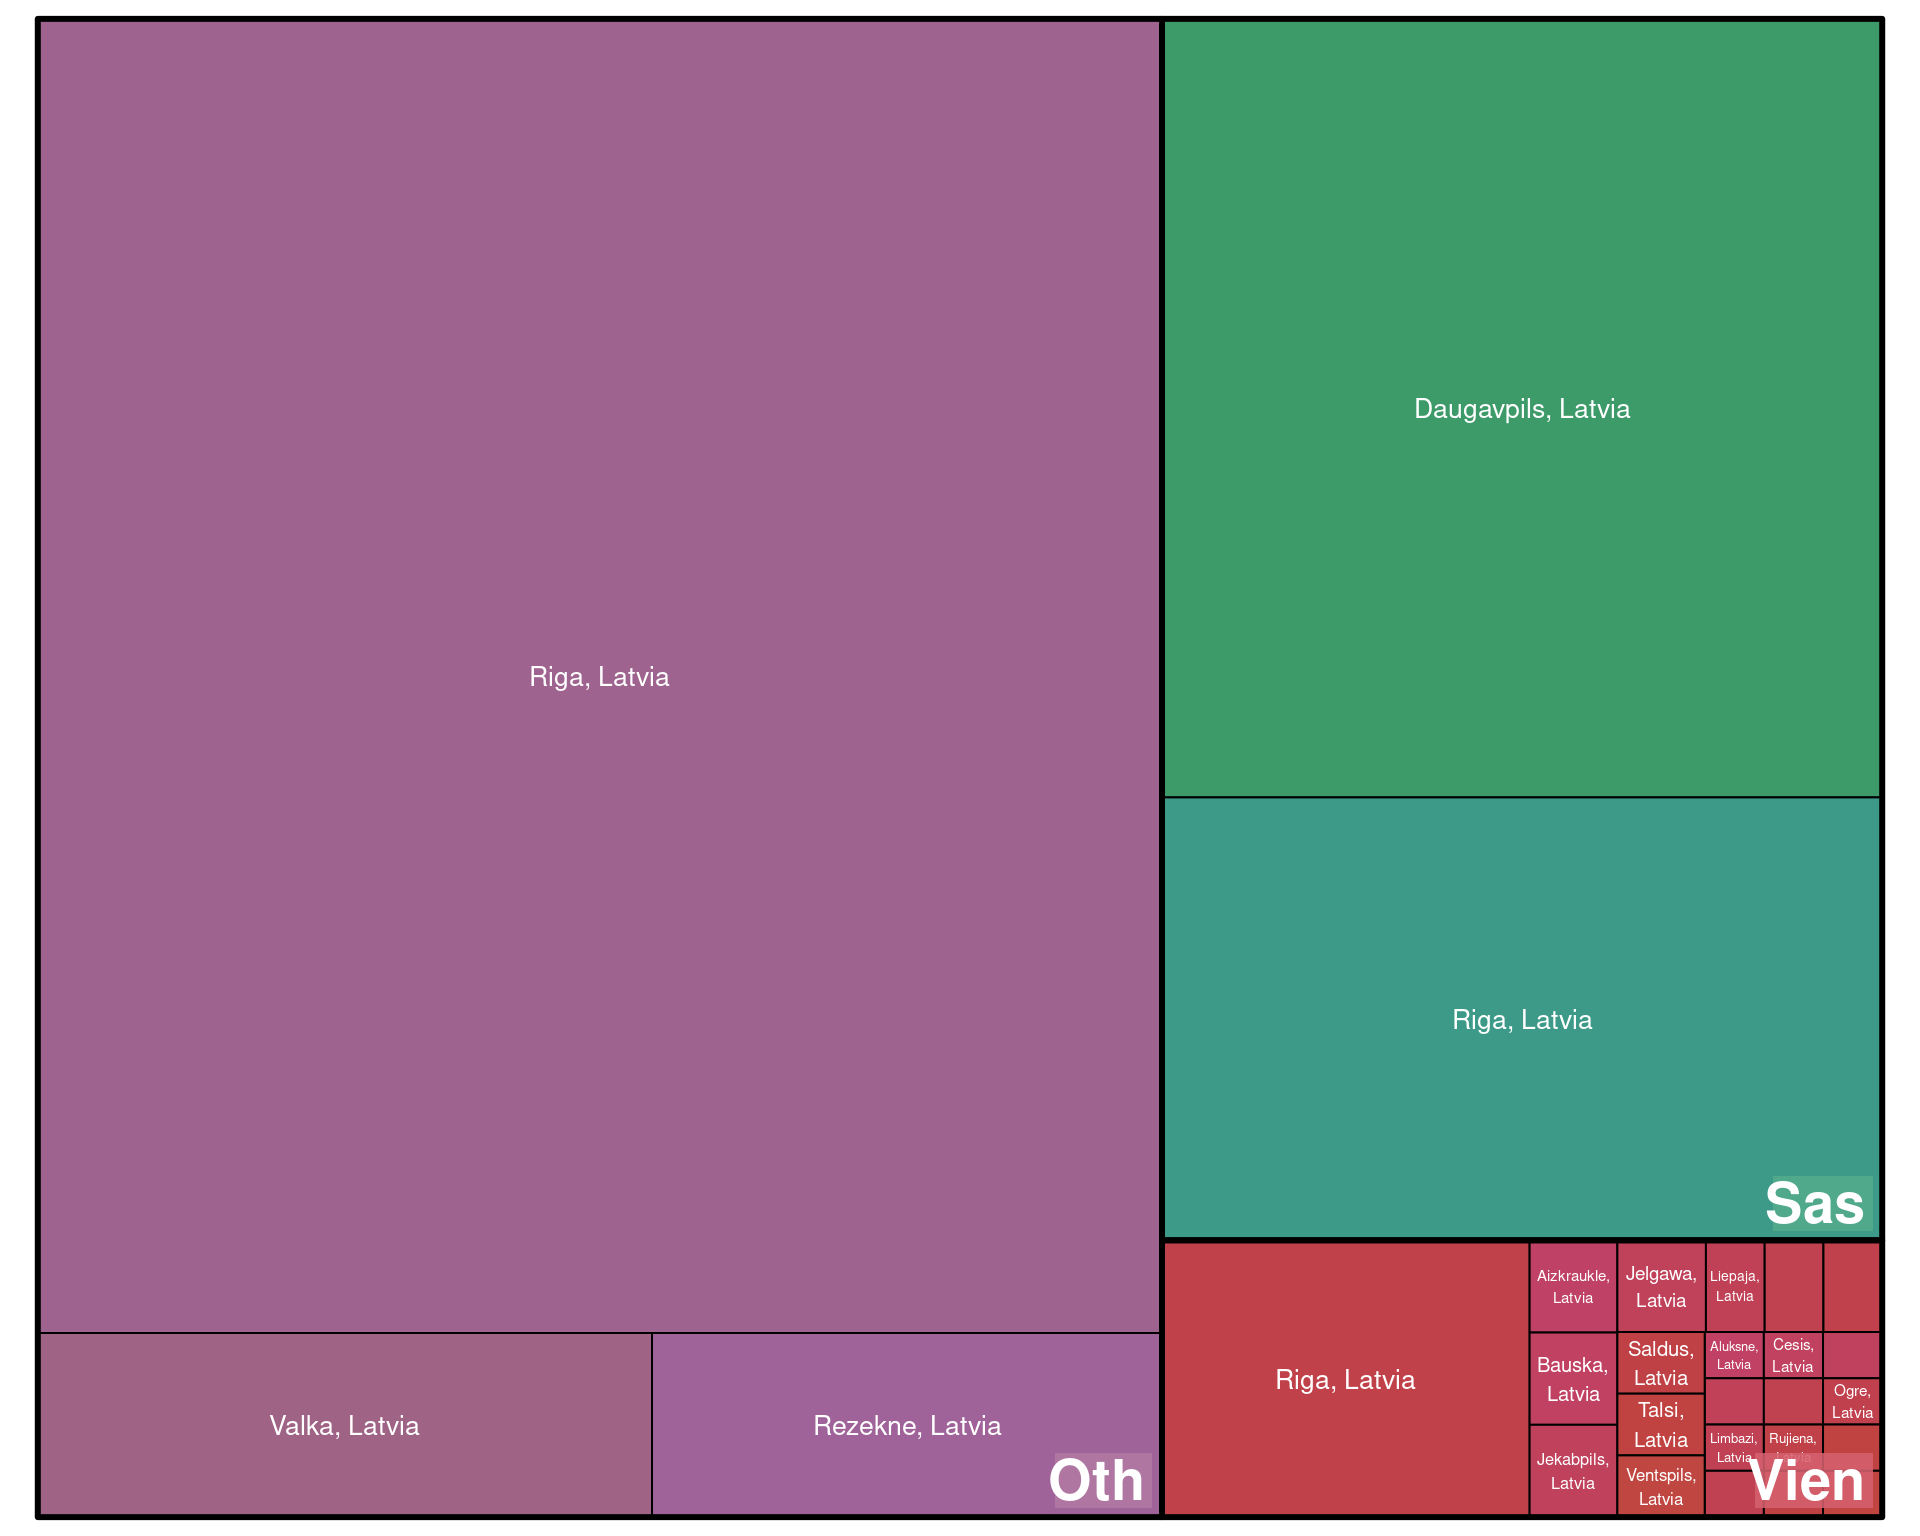 Riga, Latvia
Valka, Latvia
Rezekne, Latvia
Oth
Daugavpils, Latvia
Riga, Latvia
Sas
Riga, Latvia
Aizkraukle,
Latvia
Bauska,
Latvia
Jekabpils,
Latvia
Jelgawa,
Latvia
Saldus,
Latvia
Talsi,
Latvia
Ventspils,
Latvia
Liepaja,
Latvia
Aluksne,
Latvia
Cesis,
Latvia
Ogre,
Latvia
Limbazi,
Latvia
Rujiena,
Vien